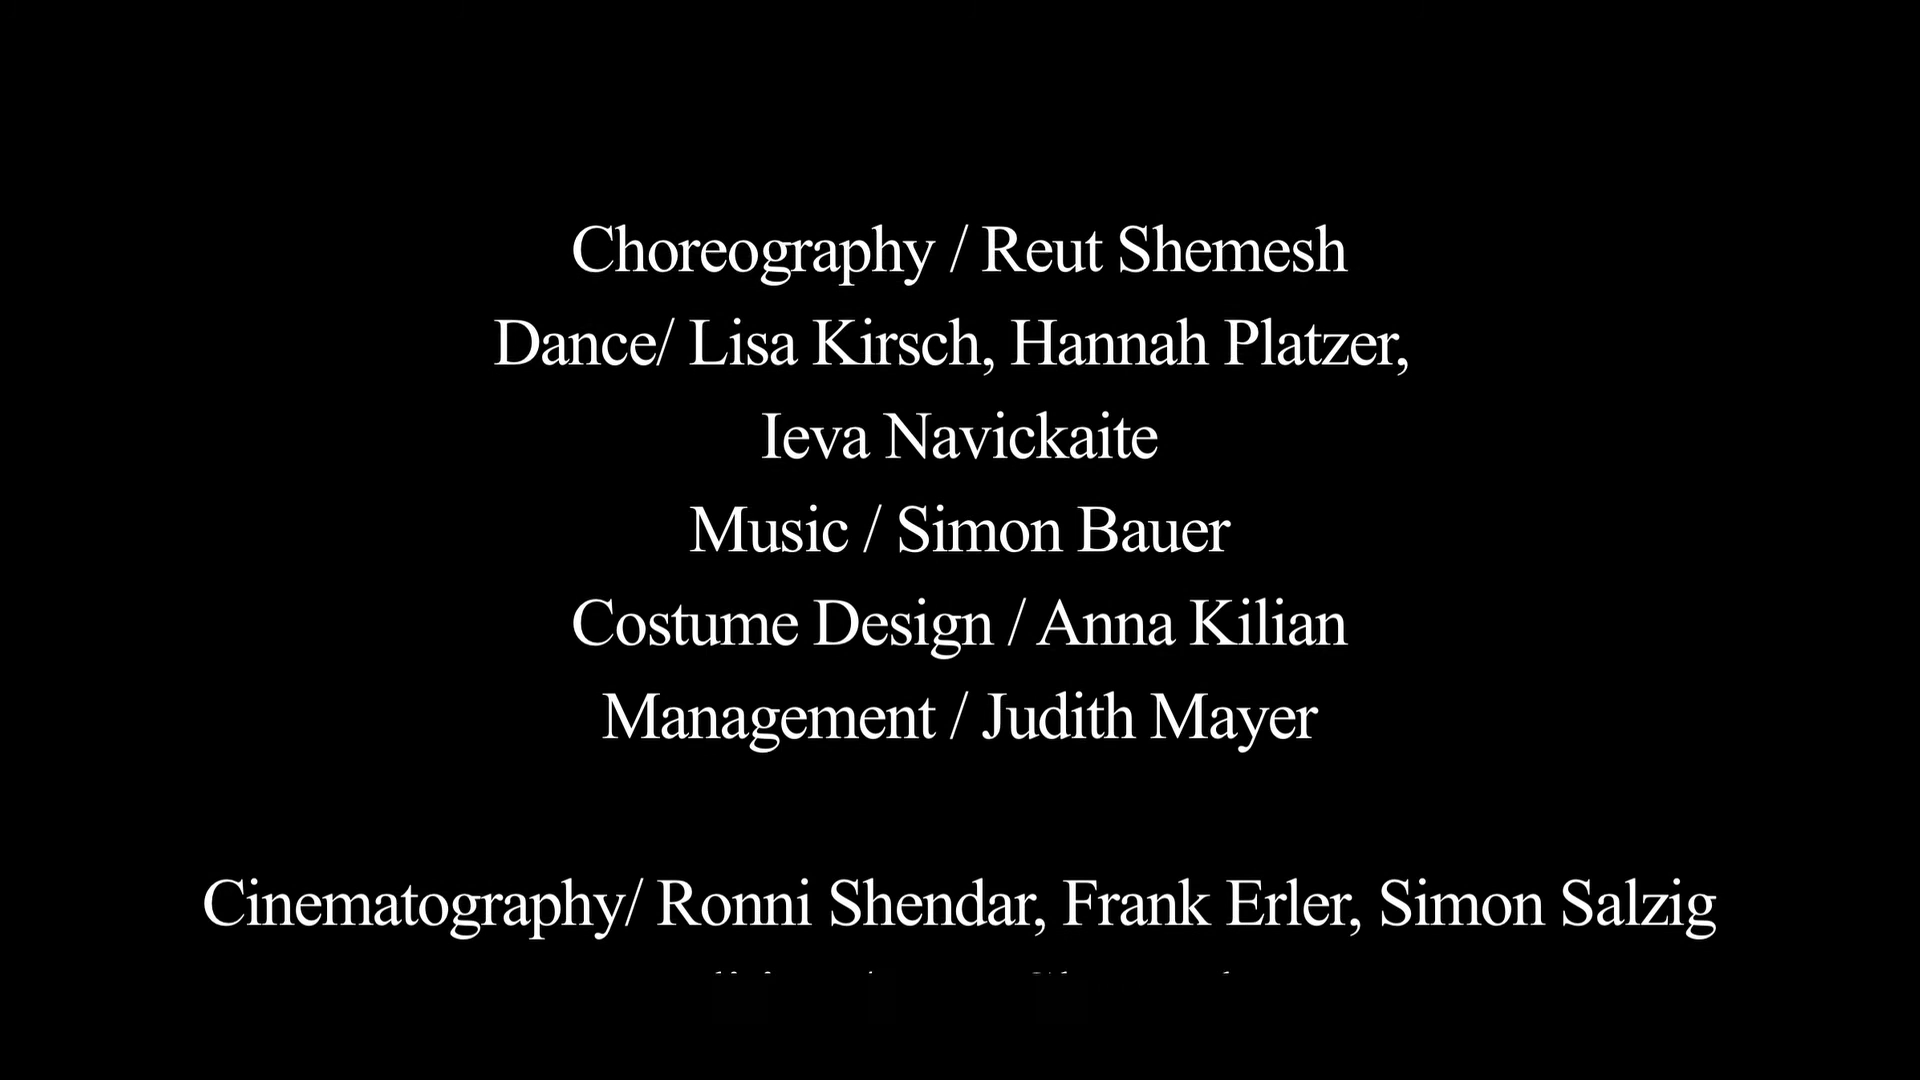 Choreography / Reut Shemesh
Dance/ Lisa Kirsch, Hannah Platzer,
Ieva Navickaite
Music / Simon Bauer
Costume Design / Anna Kilian
Management / Judith Mayer
Cinematography/ Ronni Shendar, Frank Erler, Simon Salzig